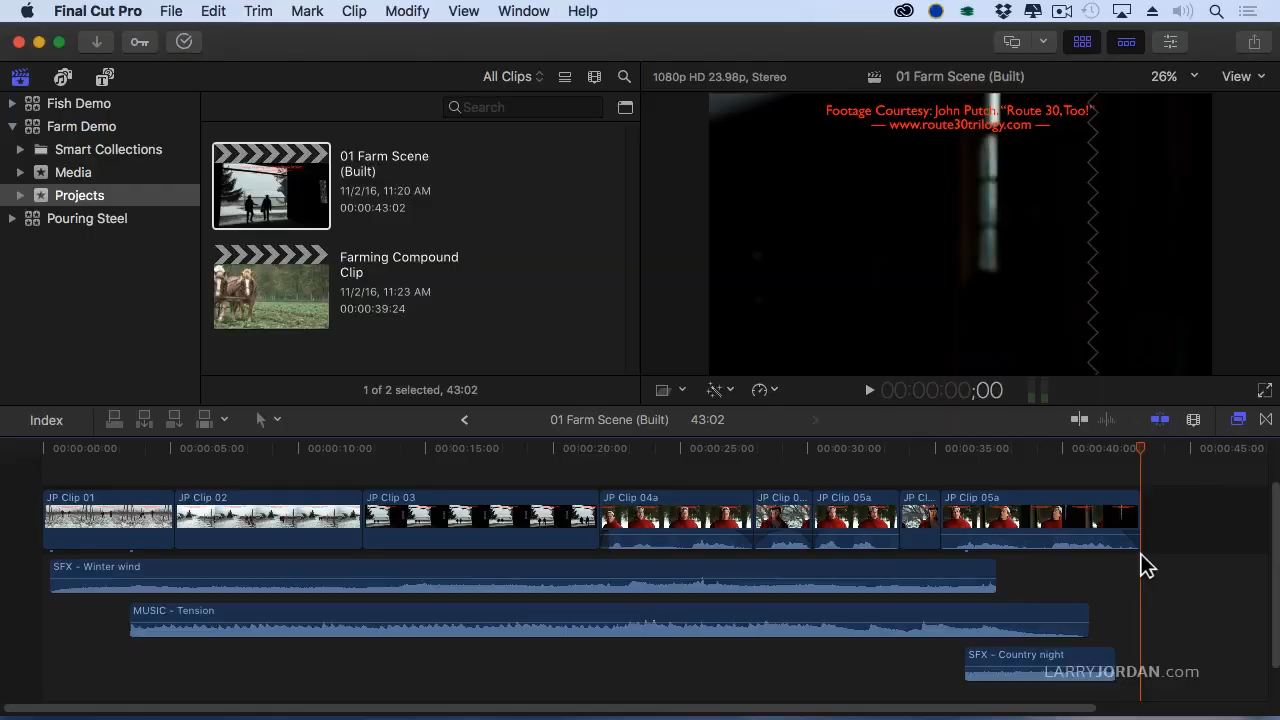 Final Cut Pro File Edit Trim Mark Clip Modify View Window Help
All Clips
1080p HD 23.98p, Stereo
01 Farm Scene (Built)
26%
View
Fish Demo
Farm Demo
Smart Collections
Media
Projects
Pouring Steel
Search
01 Farm Scene
(Built)
11/2/16, 11:20 AM
00:00:43:02
Farming Compound
Clip
11/2/16, 11:23 AM
00:00:39:24
1 of 2 selected, 43:02
Footage Courtesy: John Putch, “Route 30, Too!”
— www.route30trilogy.com —
00:00:00;00
Index
01 Farm Scene (Built)
43:02
00:00:00:00 00:00:05:00 00:00:10:00 00:00:15:00 00:00:20:00 00:00:25:00 00:00:30:00 00:00:35:00 00:00:40:00 00:00:45:00
JP Clip 01 JP Clip 02 JP Clip 03 JP Clip 04a JP Clip 0... JP Clip 05a JP Cl... JP Clip 05a
SFX - Winter wind
MUSIC - Tension
SFX - Country night
LARRYJORDAN.com